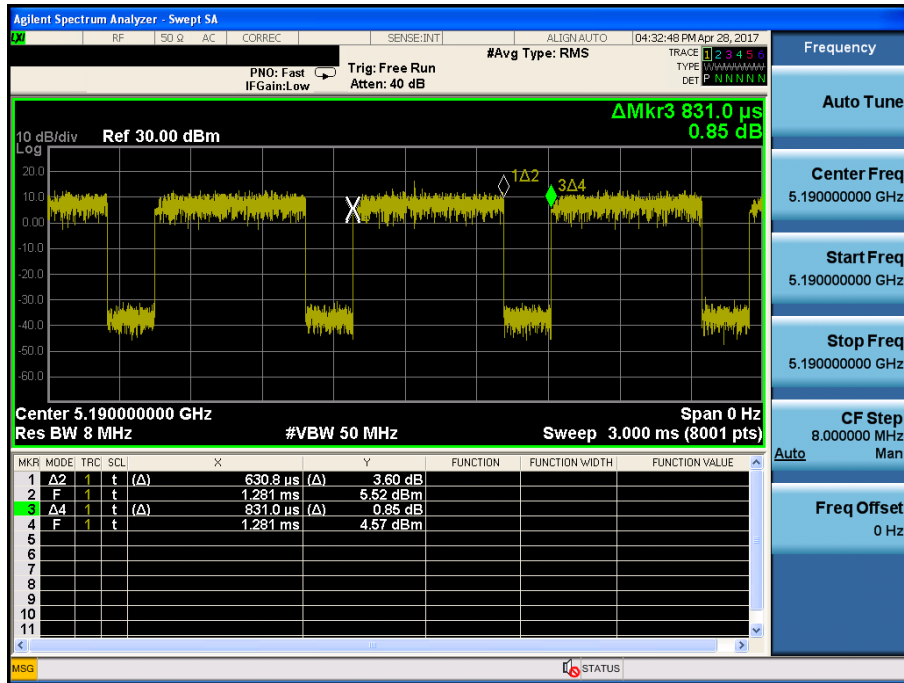 Agilent Spectrum Analyzer - Swept SA
LXI RF 50 Ω AC CORREC SENSE:INT ALIGN AUTO 04:32:48 PM Apr 28, 2017
#Avg Type: RMS
TRACE 1 2 3 4 5 6
PNO: Fast Trig: Free Run
TYPE WWWWWW
IFGain:Low Atten: 40 dB
DET P N N N N N
ΔMkr3 831.0 µs
0.85 dB
10 dB/div Ref 30.00 dBm
Log
20.0
10.0
0.00
-10.0
-20.0
-30.0
-40.0
-50.0
-60.0
X
1Δ2
3Δ4
Center 5.190000000 GHz Span 0 Hz
Res BW 8 MHz #VBW 50 MHz Sweep 3.000 ms (8001 pts)
MKR MODE TRC SCL X Y FUNCTION FUNCTION WIDTH FUNCTION VALUE
1 Δ2 1 t (Δ) 630.8 µs (Δ) 3.60 dB
2 F 1 t 1.281 ms 5.52 dBm
3 Δ4 1 t (Δ) 831.0 µs (Δ) 0.85 dB
4 F 1 t 1.281 ms 4.57 dBm
5
6
7
8
9
10
11
MSG STATUS
Frequency
Auto Tune
Center Freq
5.190000000 GHz
Start Freq
5.190000000 GHz
Stop Freq
5.190000000 GHz
CF Step
8.000000 MHz
Auto Man
Freq Offset
0 Hz